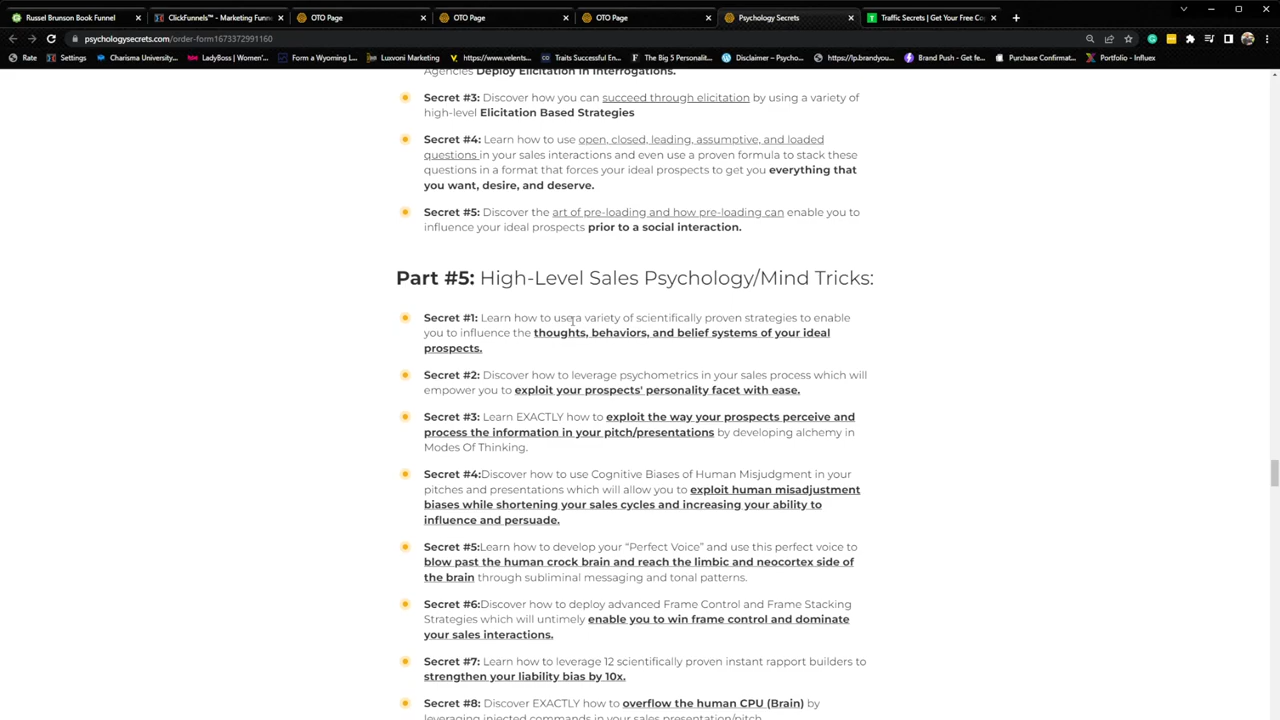 Russel Brunson Book Funnel
ClickFunnels™ - Marketing Funne
OTO Page
OTO Page
OTO Page
Psychology Secrets
Traffic Secrets | Get Your Free Co
psychologysecrets.com/order-form1673372991160
Rate
Settings
Charisma University...
LadyBoss | Women'...
Form a Wyoming L...
Luxvoni Marketing
https://www.velents...
Traits Successful En...
The Big 5 Personalit...
Disclaimer – Psycho...
https://lp.brandyou...
Brand Push - Get fe...
Purchase Confirmat...
Portfolio - Influex
Agencies Deploy Elicitation in Interrogations.
Secret #3: Discover how you can succeed through elicitation by using a variety of
high-level Elicitation Based Strategies
Secret #4: Learn how to use open, closed, leading, assumptive, and loaded
questions in your sales interactions and even use a proven formula to stack these
questions in a format that forces your ideal prospects to get you everything that
you want, desire, and deserve.
Secret #5: Discover the art of pre-loading and how pre-loading can enable you to
influence your ideal prospects prior to a social interaction.
Part #5: High-Level Sales Psychology/Mind Tricks:
Secret #1: Learn how to use a variety of scientifically proven strategies to enable
you to influence the thoughts, behaviors, and belief systems of your ideal
prospects.
Secret #2: Discover how to leverage psychometrics in your sales process which will
empower you to exploit your prospects' personality facet with ease.
Secret #3: Learn EXACTLY how to exploit the way your prospects perceive and
process the information in your pitch/presentations by developing alchemy in
Modes Of Thinking.
Secret #4:Discover how to use Cognitive Biases of Human Misjudgment in your
pitches and presentations which will allow you to exploit human misadjustment
biases while shortening your sales cycles and increasing your ability to
influence and persuade.
Secret #5:Learn how to develop your “Perfect Voice” and use this perfect voice to
blow past the human crock brain and reach the limbic and neocortex side of
the brain through subliminal messaging and tonal patterns.
Secret #6:Discover how to deploy advanced Frame Control and Frame Stacking
Strategies which will untimely enable you to win frame control and dominate
your sales interactions.
Secret #7: Learn how to leverage 12 scientifically proven instant rapport builders to
strengthen your liability bias by 10x.
Secret #8: Discover EXACTLY how to overflow the human CPU (Brain) by
leveraging injected commands in your sales presentation/pitch.